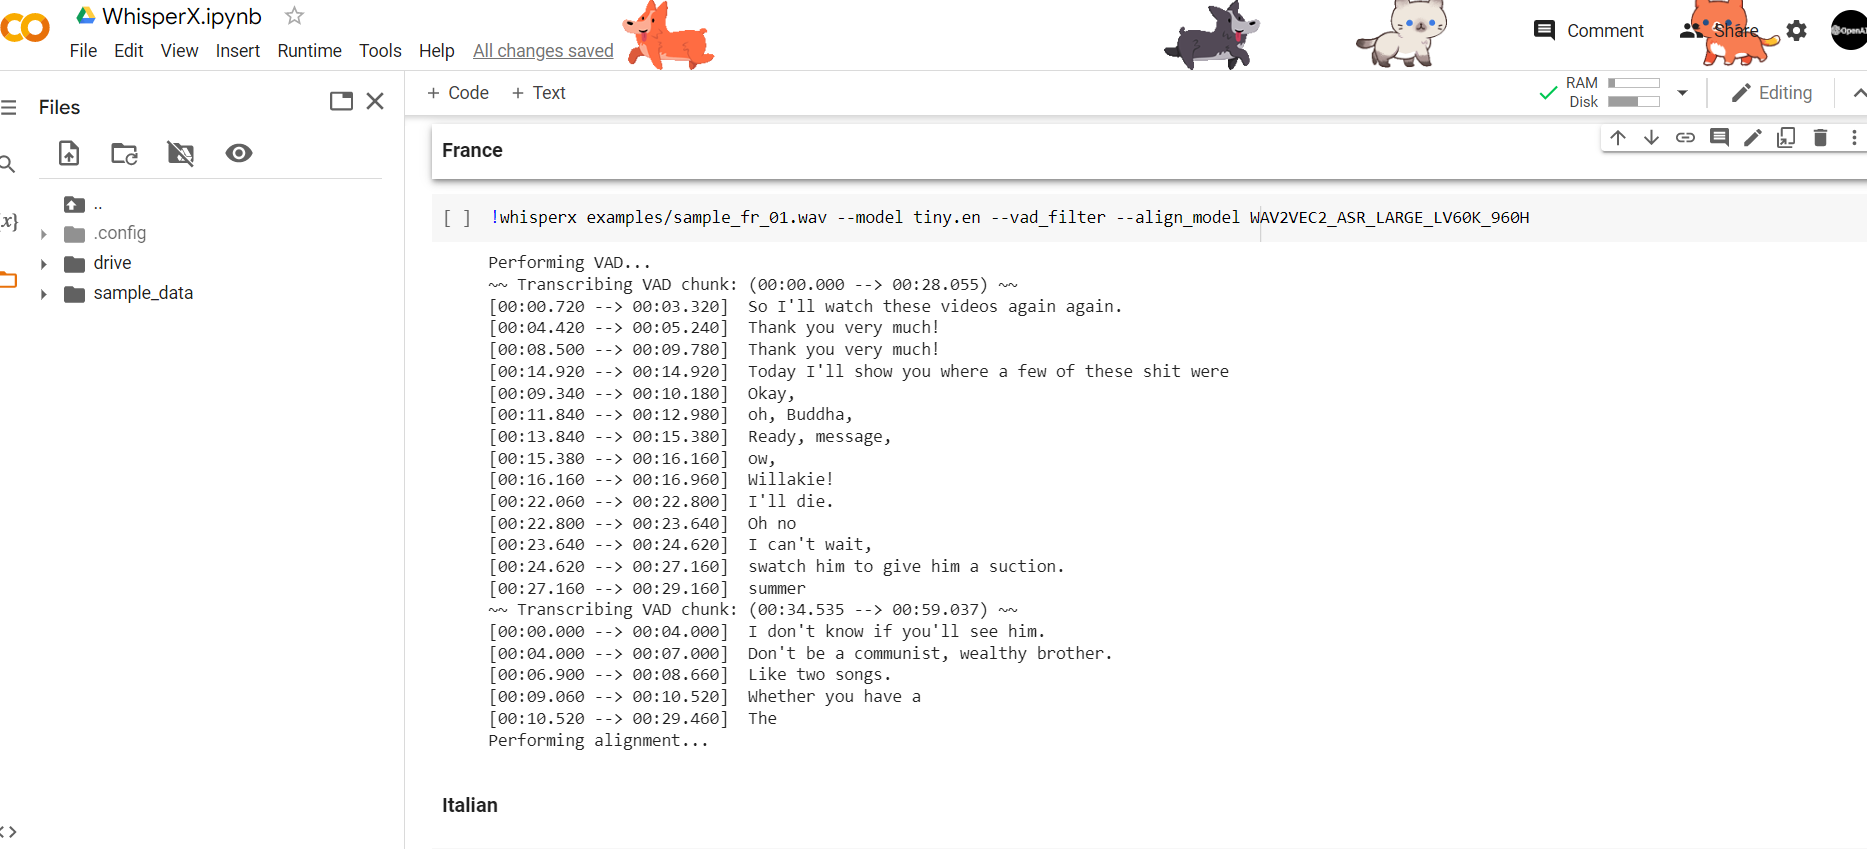 WhisperX.ipynb
File Edit View Insert Runtime Tools Help All changes saved
Comment Share
Files
+ Code + Text
RAM
Disk
Editing
..
.config
drive
sample_data
{x}
France
[ ] !whisperx examples/sample_fr_01.wav --model tiny.en --vad_filter --align_model WAV2VEC2_ASR_LARGE_LV60K_960H
Performing VAD...
~~ Transcribing VAD chunk: (00:00.000 --> 00:28.055) ~~
[00:00.720 --> 00:03.320] So I'll watch these videos again again.
[00:04.420 --> 00:05.240] Thank you very much!
[00:08.500 --> 00:09.780] Thank you very much!
[00:14.920 --> 00:14.920] Today I'll show you where a few of these shit were
[00:09.340 --> 00:10.180] Okay,
[00:11.840 --> 00:12.980] oh, Buddha,
[00:13.840 --> 00:15.380] Ready, message,
[00:15.380 --> 00:16.160] ow,
[00:16.160 --> 00:16.960] Willakie!
[00:22.060 --> 00:22.800] I'll die.
[00:22.800 --> 00:23.640] Oh no
[00:23.640 --> 00:24.620] I can't wait,
[00:24.620 --> 00:27.160] swatch him to give him a suction.
[00:27.160 --> 00:29.160] summer
~~ Transcribing VAD chunk: (00:34.535 --> 00:59.037) ~~
[00:00.000 --> 00:04.000] I don't know if you'll see him.
[00:04.000 --> 00:07.000] Don't be a communist, wealthy brother.
[00:06.900 --> 00:08.660] Like two songs.
[00:09.060 --> 00:10.520] Whether you have a
[00:10.520 --> 00:29.460] The
Performing alignment...
Italian